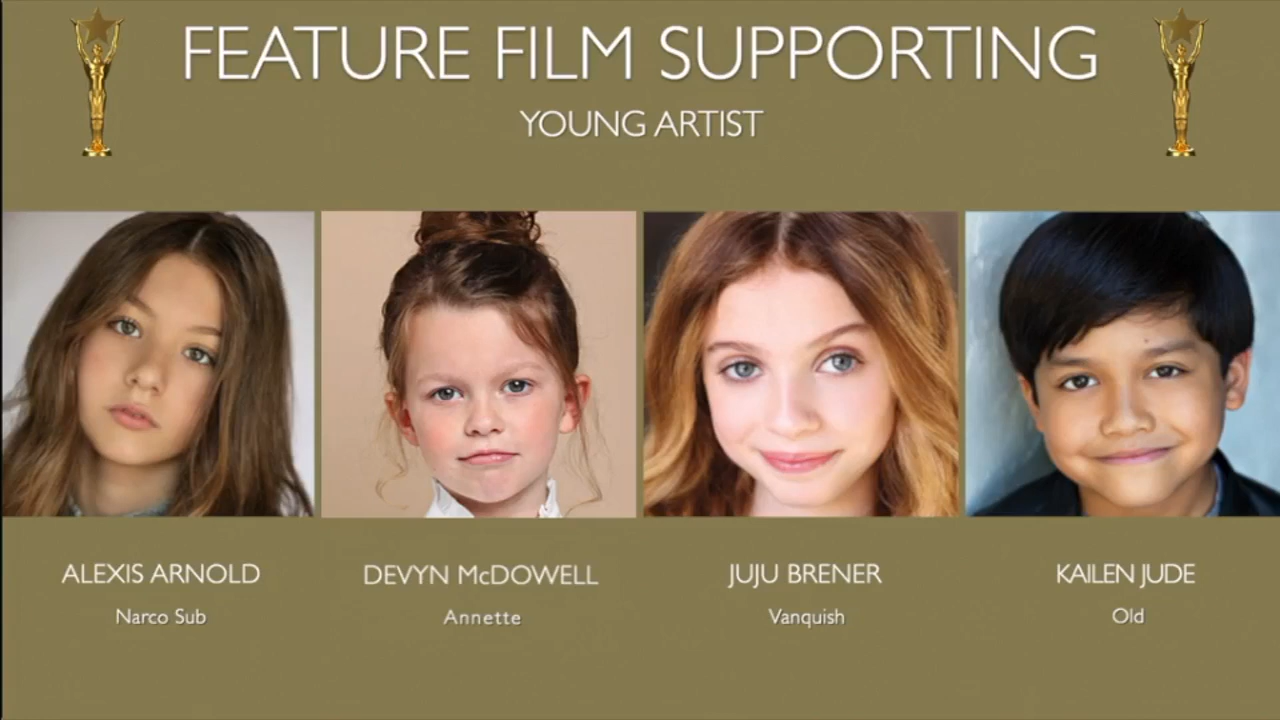 FEATURE FILM SUPPORTING
YOUNG ARTIST
ALEXIS ARNOLD
Narco Sub
DEVYN McDOWELL
Annette
JUJU BRENER
Vanquish
KAILEN JUDE
Old